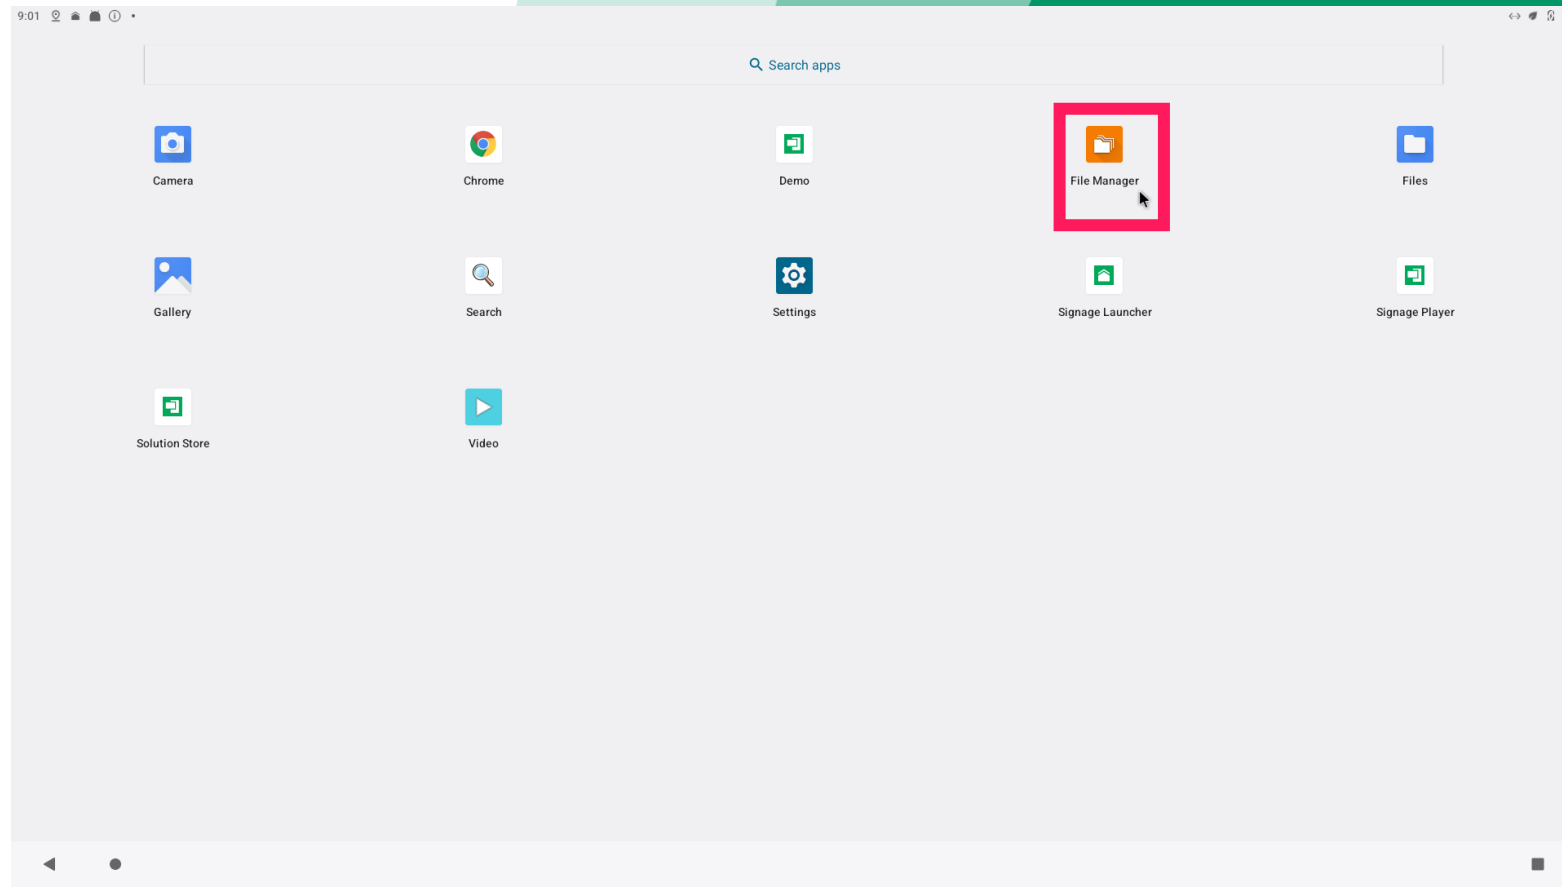 9:01
Search apps
Camera
Chrome
Demo
File Manager
Files
Gallery
Search
Settings
Signage Launcher
Signage Player
Solution Store
Video